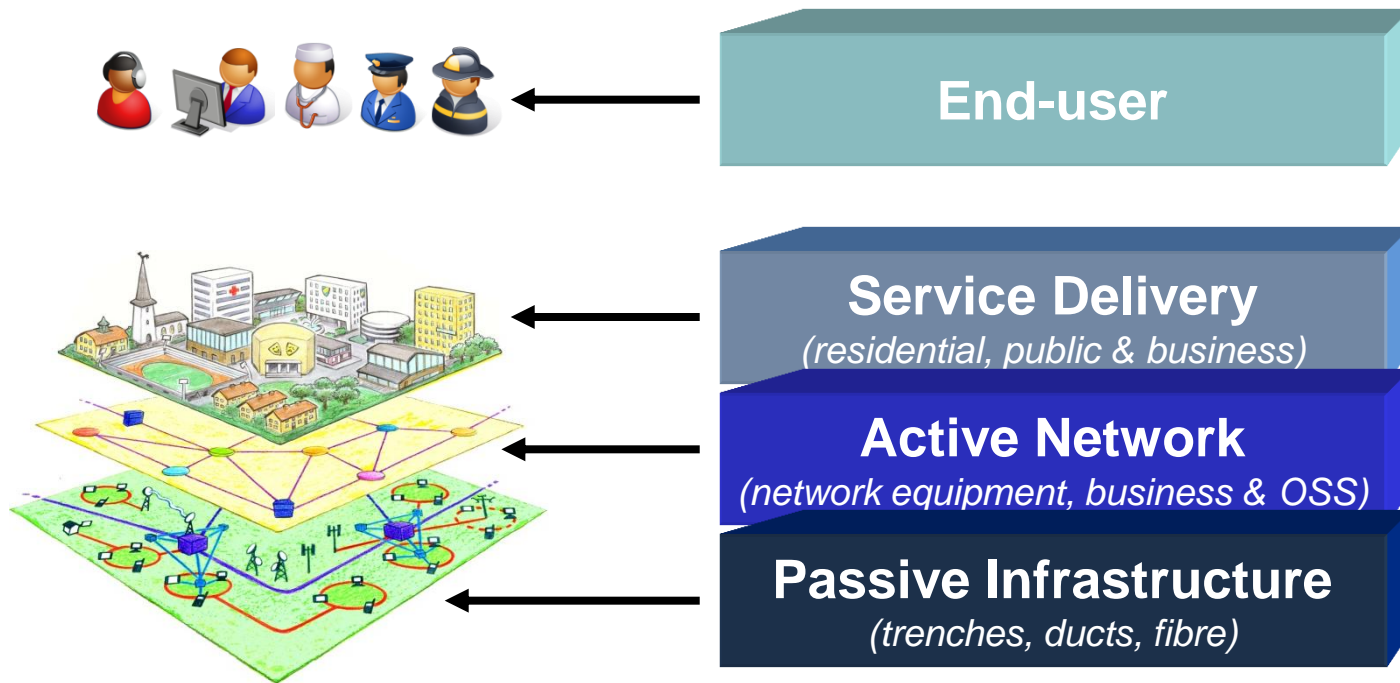 End-user
Service Delivery
(residential, public & business)
Active Network
(network equipment, business & OSS)
Passive Infrastructure
(trenches, ducts, fibre)